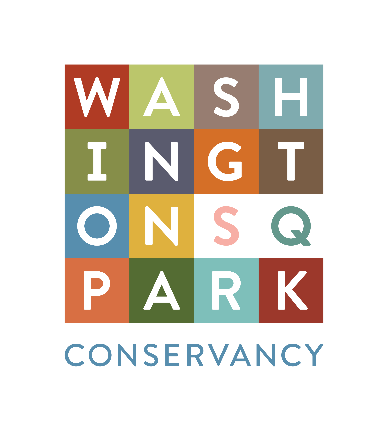 WASH
INGT
ONSQ
PARK
CONSERVANCY